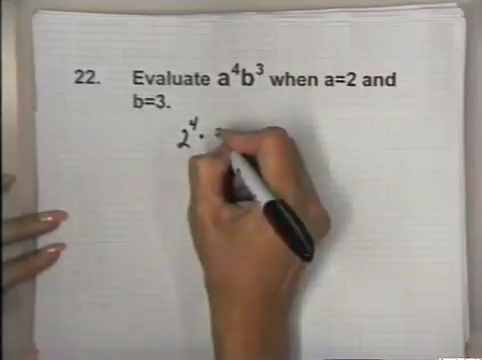 22. Evaluate a⁴b³ when a=2 and
b=3.
2⁴ ·